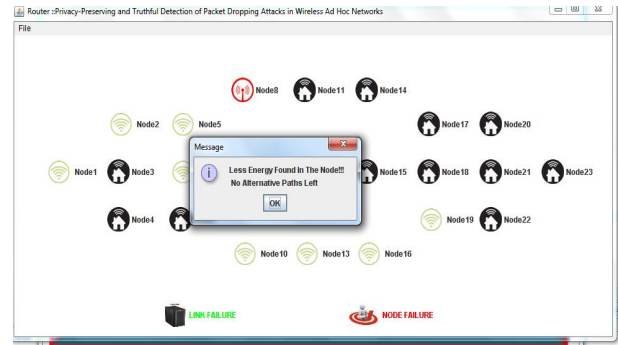 Router ::Privacy-Preserving and Truthful Detection of Packet Dropping Attacks in Wireless Ad Hoc Networks
File
Node8 Node11 Node14
Node2 Node5 Node17 Node20
Message
Less Energy Found In The Node!!!
No Alternative Paths Left
OK
Node1 Node3 Node15 Node18 Node21 Node23
Node4 Node19 Node22
Node10 Node13 Node16
LINK FAILURE NODE FAILURE